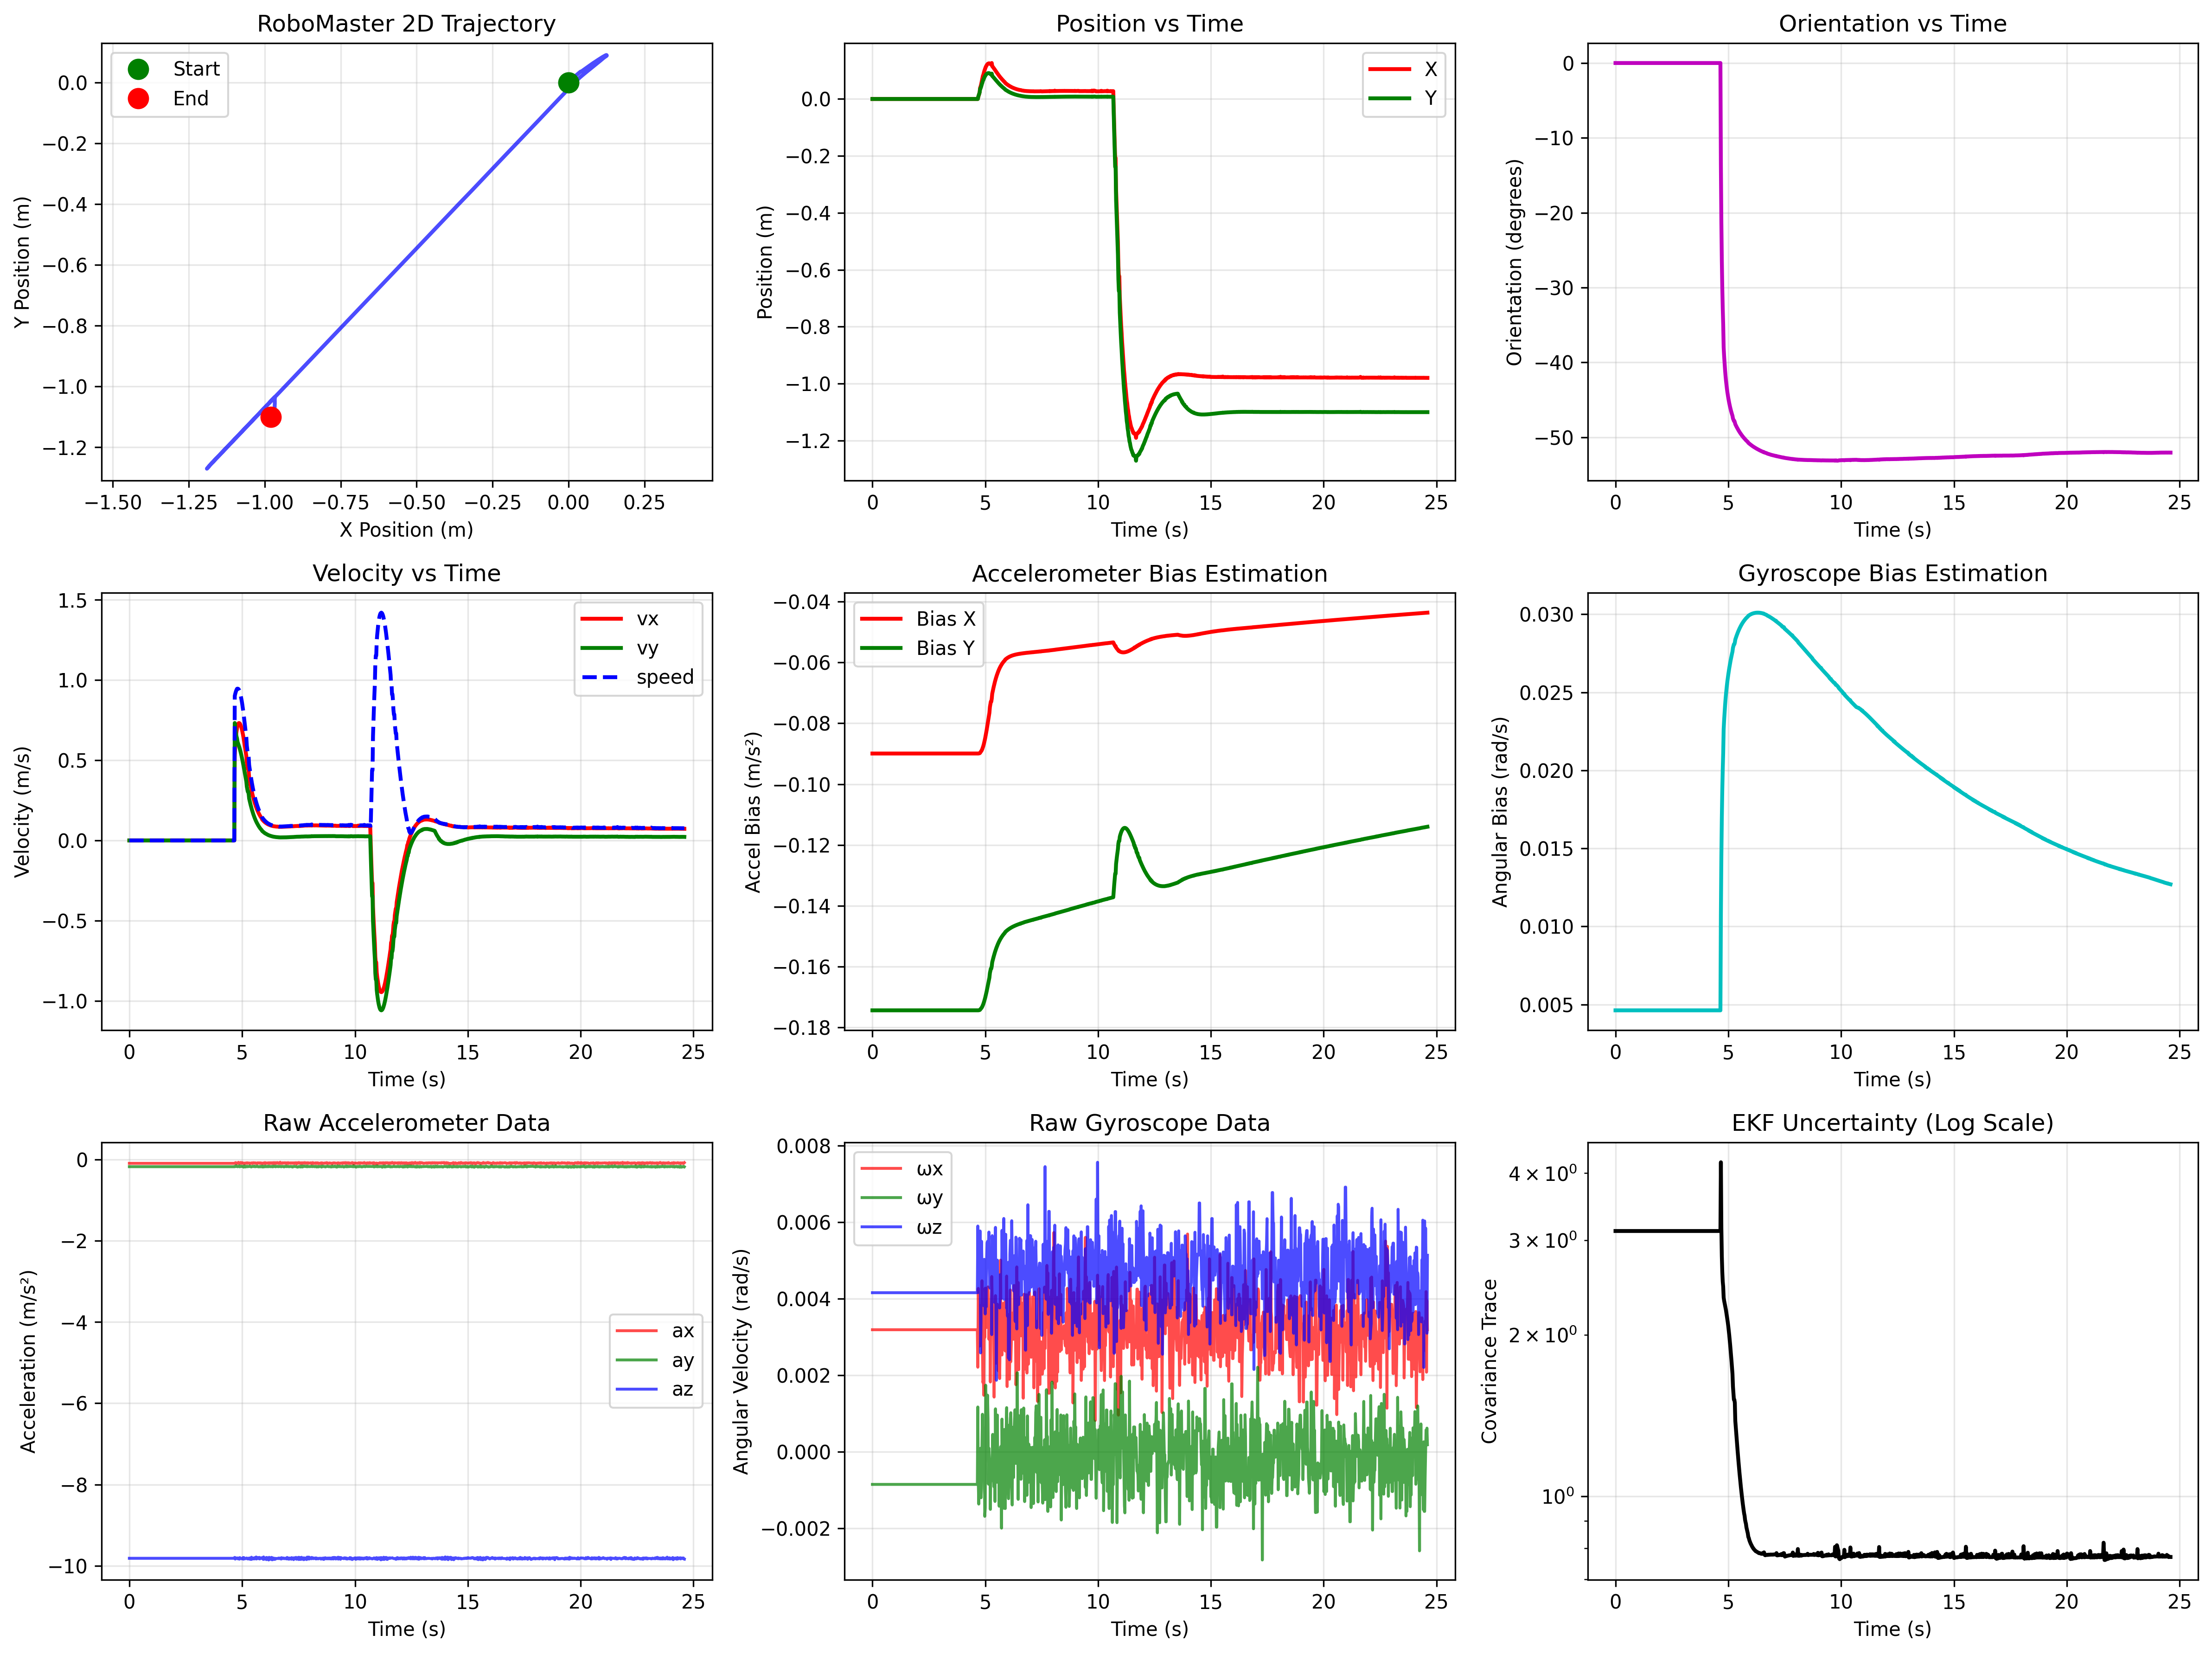 RoboMaster 2D Trajectory
Start
End
0.0
−0.2
−0.4
−0.6
−0.8
−1.0
−1.2
Y Position (m)
−1.50 −1.25 −1.00 −0.75 −0.50 −0.25 0.00 0.25
X Position (m)
Position vs Time
X
Y
0.0
−0.2
−0.4
−0.6
−0.8
−1.0
−1.2
Position (m)
0 5 10 15 20 25
Time (s)
Orientation vs Time
0
−10
−20
−30
−40
−50
Orientation (degrees)
0 5 10 15 20 25
Time (s)
Velocity vs Time
vx
vy
speed
1.5
1.0
0.5
0.0
−0.5
−1.0
Velocity (m/s)
0 5 10 15 20 25
Time (s)
Accelerometer Bias Estimation
Bias X
Bias Y
−0.04
−0.06
−0.08
−0.10
−0.12
−0.14
−0.16
−0.18
Accel Bias (m/s²)
0 5 10 15 20 25
Time (s)
Gyroscope Bias Estimation
0.030
0.025
0.020
0.015
0.010
0.005
Angular Bias (rad/s)
0 5 10 15 20 25
Time (s)
Raw Accelerometer Data
0
−2
−4
−6
−8
−10
Acceleration (m/s²)
ax
ay
az
0 5 10 15 20 25
Time (s)
Raw Gyroscope Data
ωx
ωy
ωz
0.008
0.006
0.004
0.002
0.000
−0.002
Angular Velocity (rad/s)
0 5 10 15 20 25
Time (s)
EKF Uncertainty (Log Scale)
4 × 10⁰
3 × 10⁰
2 × 10⁰
10⁰
Covariance Trace
0 5 10 15 20 25
Time (s)